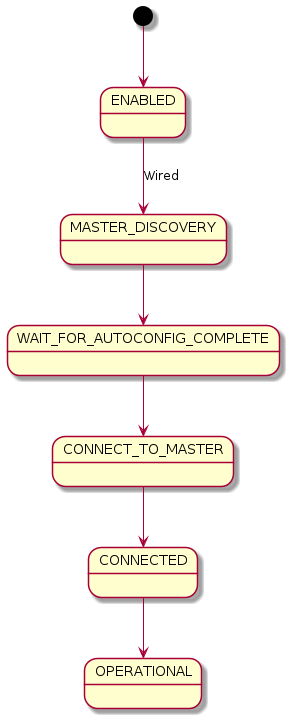 ENABLED
Wired
MASTER_DISCOVERY
WAIT_FOR_AUTOCONFIG_COMPLETE
CONNECT_TO_MASTER
CONNECTED
OPERATIONAL